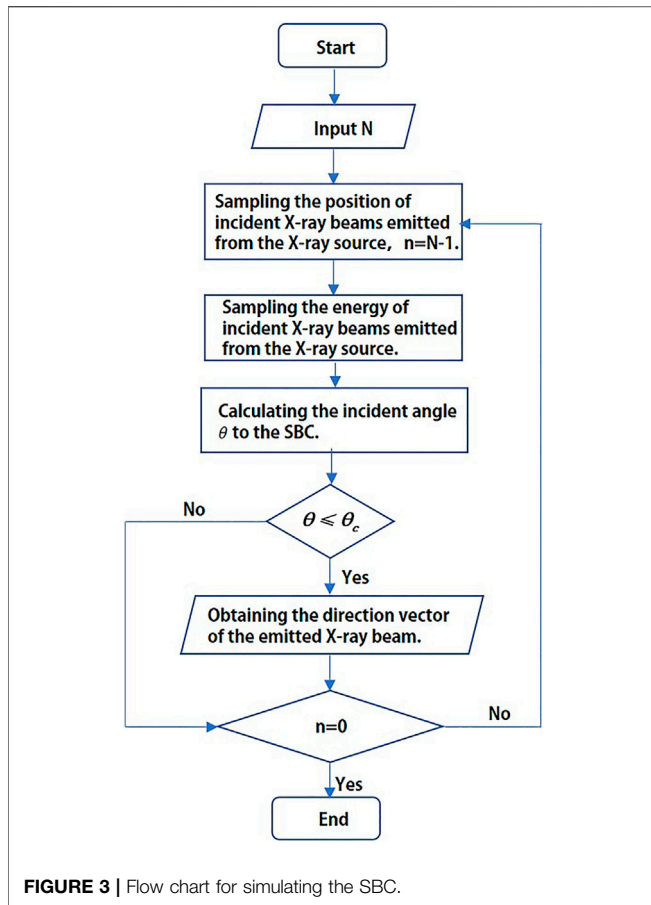 Start
Input N
Sampling the position of
incident X-ray beams emitted
from the X-ray source, n=N-1.
Sampling the energy of
incident X-ray beams emitted
from the X-ray source.
Calculating the incident angle
θ to the SBC.
No
θ ⩽ θc
Yes
Obtaining the direction vector
of the emitted X-ray beam.
n=0
No
Yes
End
FIGURE 3 | Flow chart for simulating the SBC.